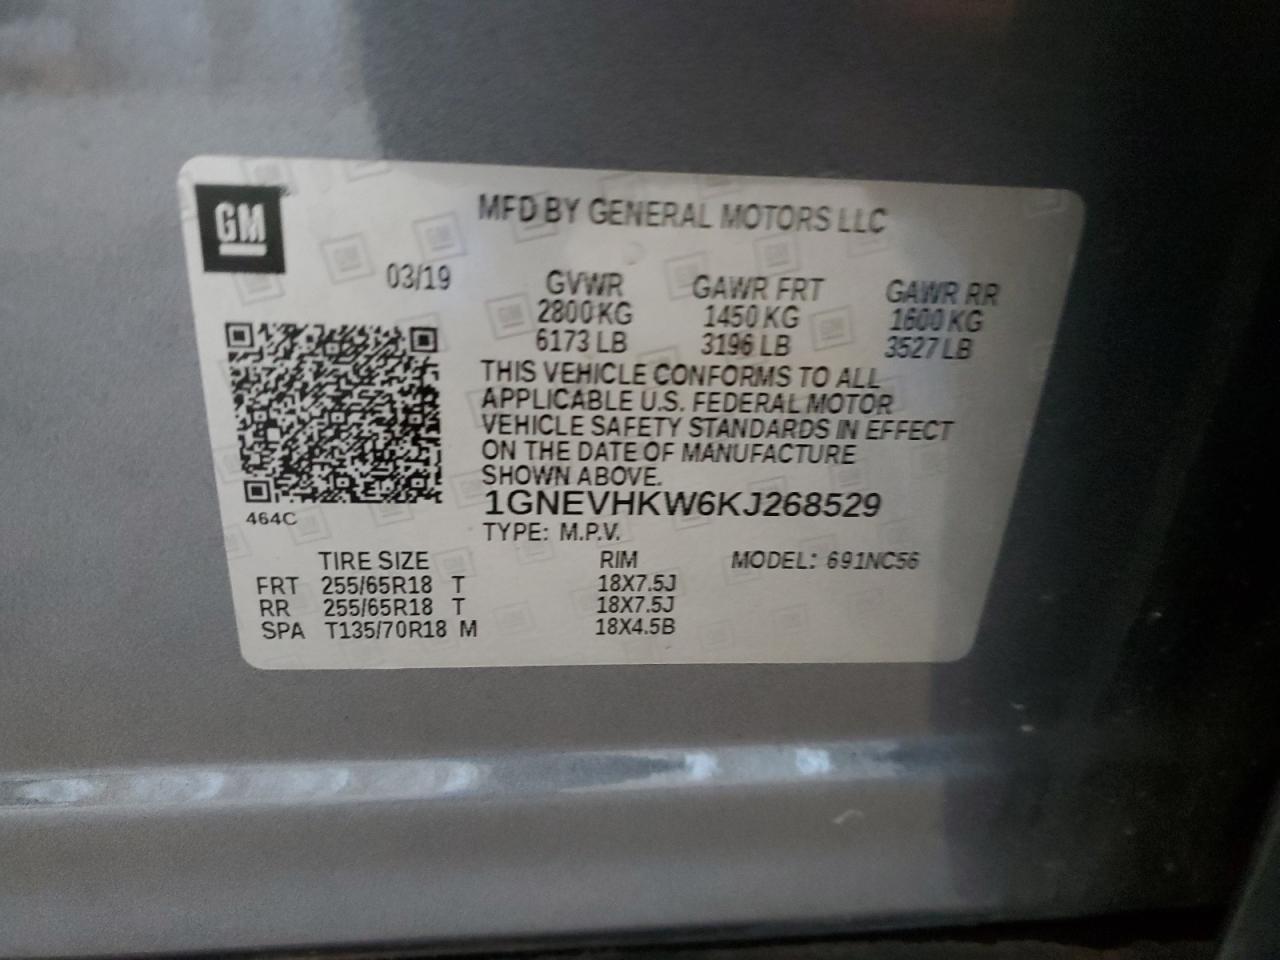 GM
MFD BY GENERAL MOTORS LLC
03/19 GVWR GAWR FRT GAWR RR
2800 KG 1450 KG 1600 KG
6173 LB 3196 LB 3527 LB
THIS VEHICLE CONFORMS TO ALL
APPLICABLE U.S. FEDERAL MOTOR
VEHICLE SAFETY STANDARDS IN EFFECT
ON THE DATE OF MANUFACTURE
SHOWN ABOVE.
1GNEVHKW6KJ268529
464C
TYPE: M.P.V.
TIRE SIZE RIM MODEL: 691NC56
FRT 255/65R18 T 18X7.5J
RR 255/65R18 T 18X7.5J
SPA T135/70R18 M 18X4.5B